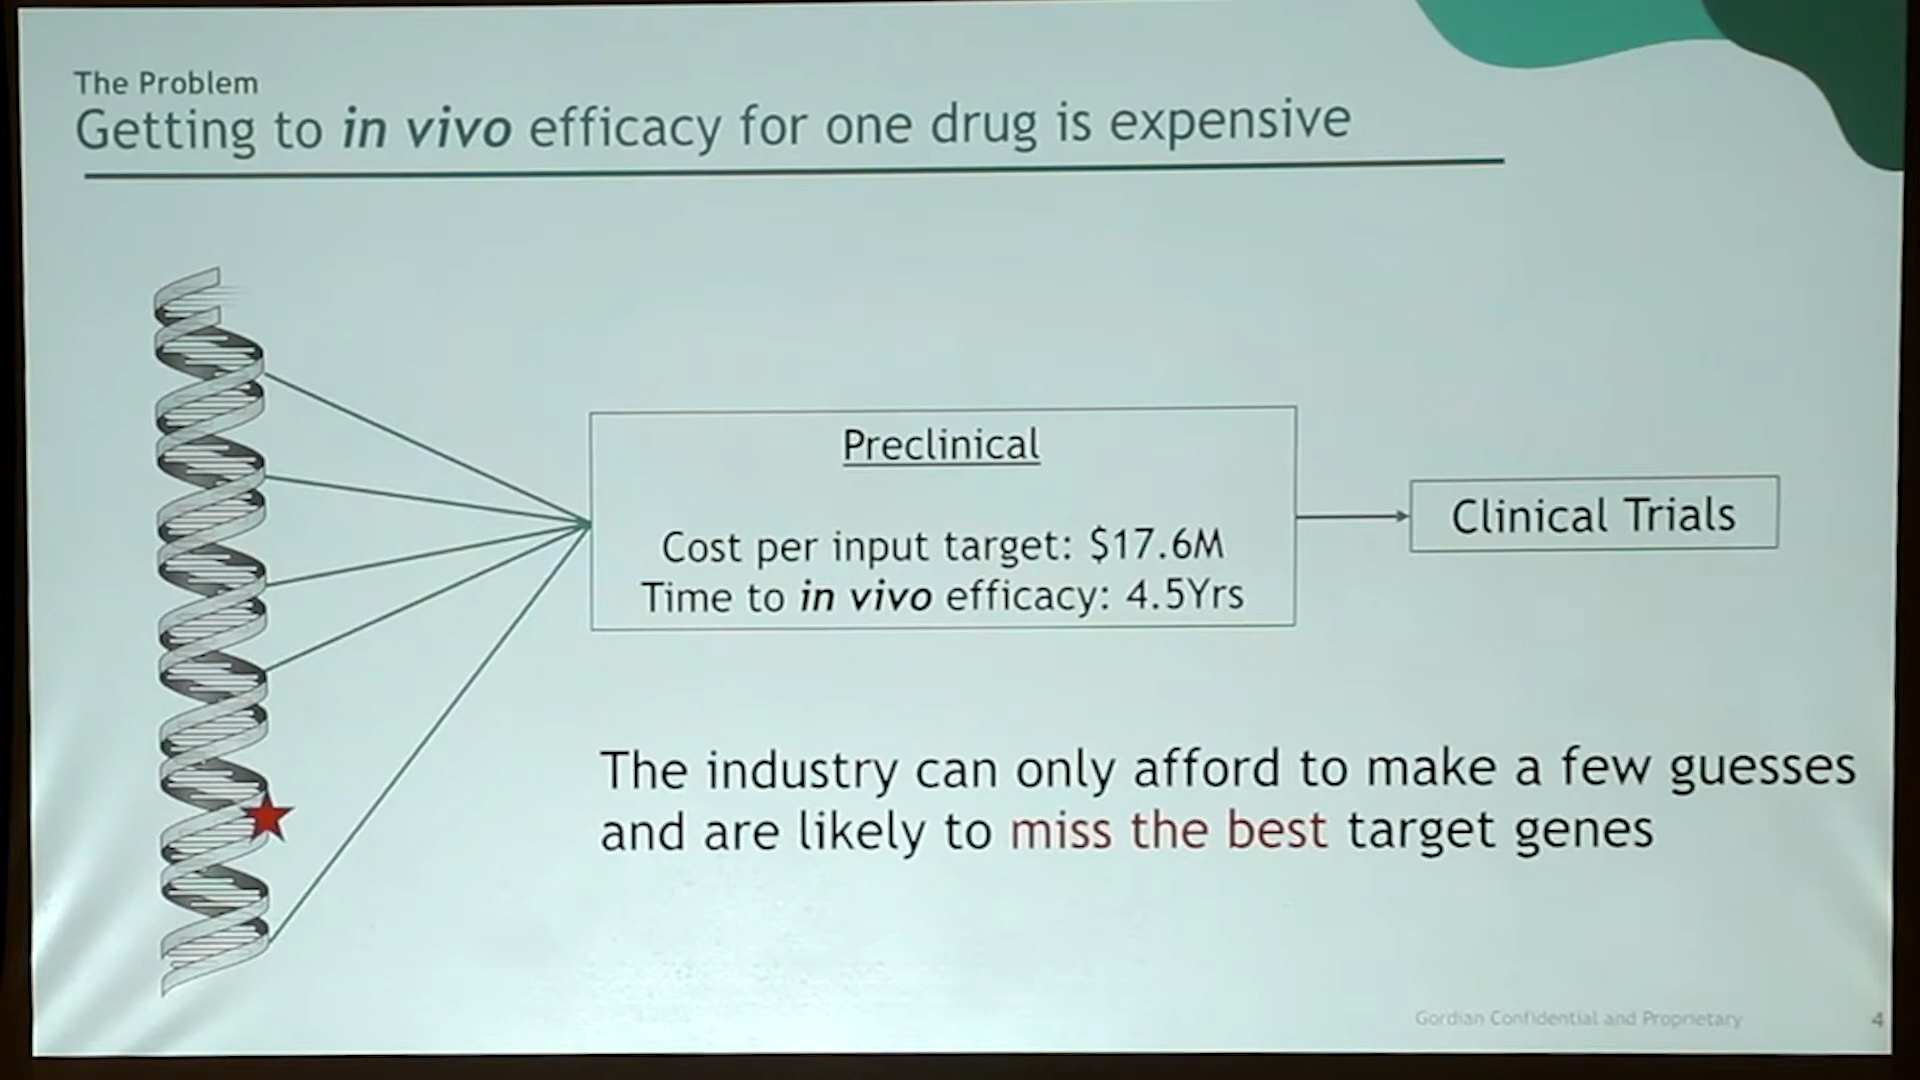 The Problem
Getting to in vivo efficacy for one drug is expensive
Preclinical
Cost per input target: $17.6M
Time to in vivo efficacy: 4.5Yrs
Clinical Trials
The industry can only afford to make a few guesses
and are likely to miss the best target genes
Gordian Confidential and Proprietary
4